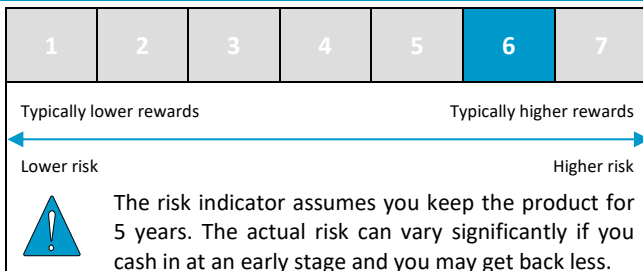 1 2 3 4 5 6 7
Typically lower rewards Typically higher rewards
Lower risk Higher risk
The risk indicator assumes you keep the product for
5 years. The actual risk can vary significantly if you
cash in at an early stage and you may get back less.